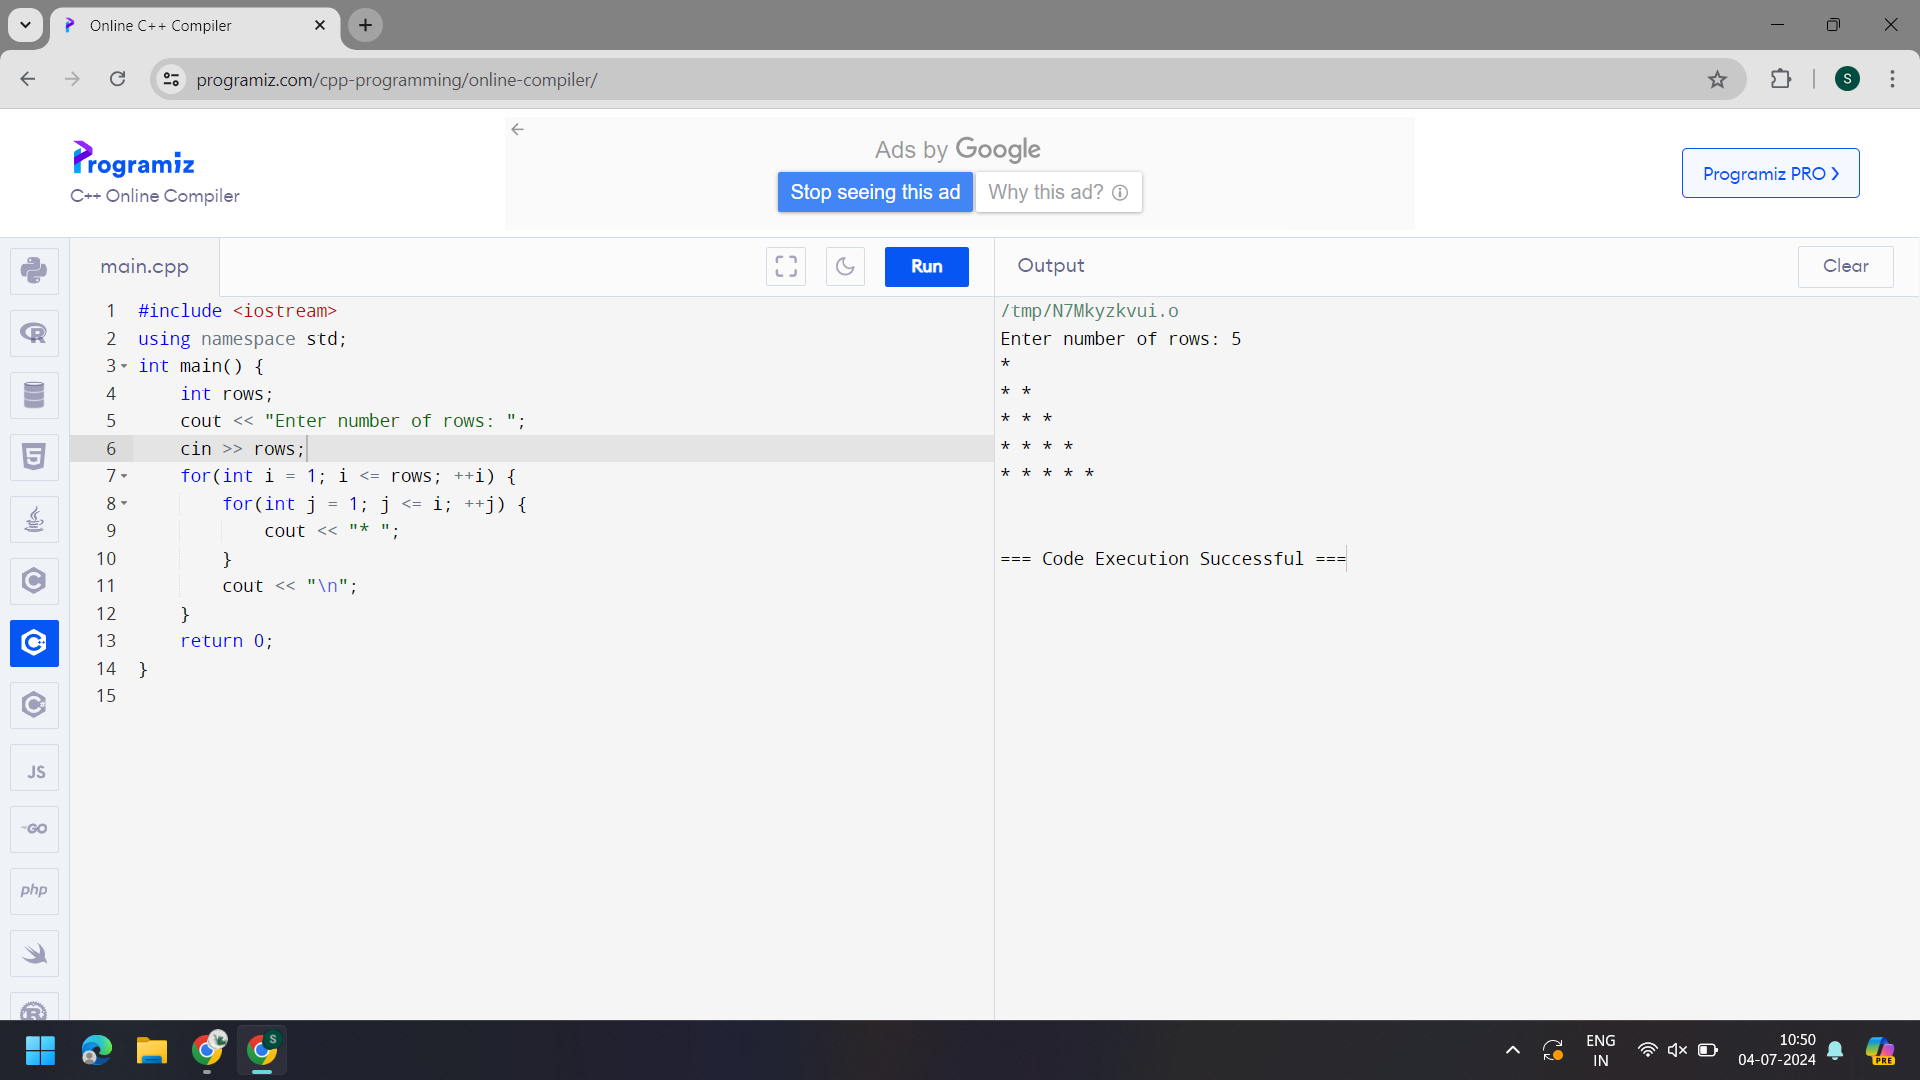 Online C++ Compiler
programiz.com/cpp-programming/online-compiler/
S
Programiz
C++ Online Compiler
Ads by Google
Stop seeing this ad
Why this ad?
Programiz PRO
main.cpp
Run
Output
Clear
1 #include <iostream>
2 using namespace std;
3 int main() {
4     int rows;
5     cout << "Enter number of rows: ";
6     cin >> rows;
7     for(int i = 1; i <= rows; ++i) {
8         for(int j = 1; j <= i; ++j) {
9             cout << "* ";
10         }
11         cout << "\n";
12     }
13     return 0;
14 }
15
/tmp/N7Mkyzkvui.o
Enter number of rows: 5
*
* *
* * *
* * * *
* * * * *
=== Code Execution Successful ===
R
5
C
C++
C#
JS
GO
php
R
S
ENG
IN
10:50
04-07-2024
PRE